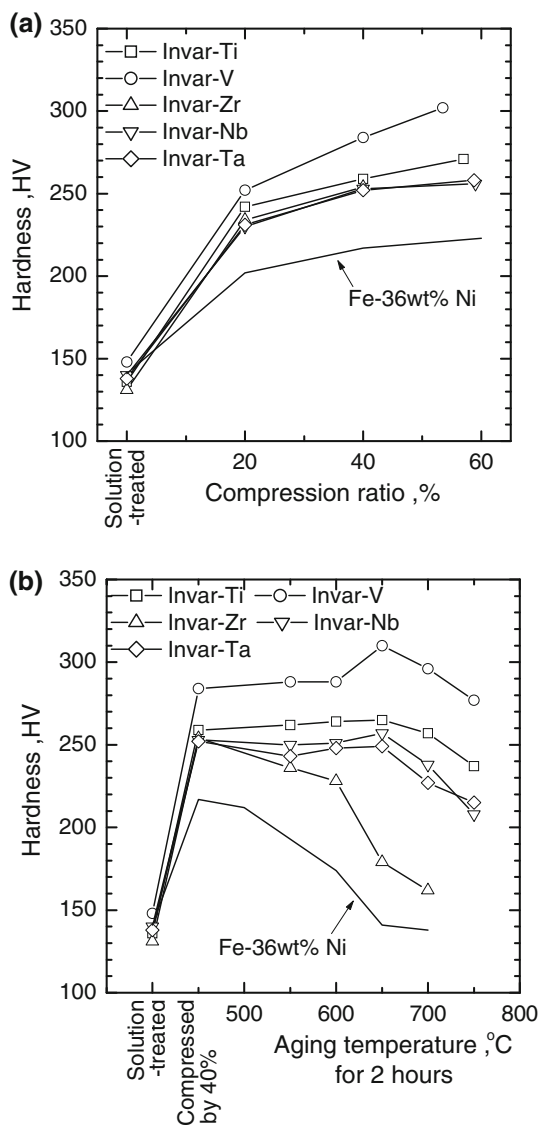 (a)
350
300
250
200
150
100
Hardness ,HV
Invar-Ti
Invar-V
Invar-Zr
Invar-Nb
Invar-Ta
Fe-36wt% Ni
Solution
-treated
20
40
60
Compression ratio ,%
(b)
350
300
250
200
150
100
Hardness ,HV
Invar-Ti
Invar-V
Invar-Zr
Invar-Nb
Invar-Ta
Fe-36wt% Ni
Solution
-treated
Compressed
by 40%
500
600
700
800
Aging temperature ,°C
for 2 hours